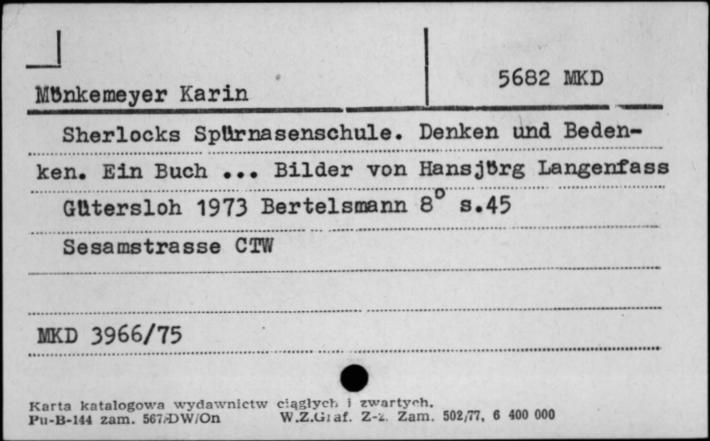 5682 MKD
Mönkemeyer Karin
Sherlocks Spürnasenschule. Denken und Beden-
ken. Ein Buch ... Bilder von Hansjörg Langenfass
Gütersloh 1973 Bertelsmann 8° s.45
Sesamstrasse CTW
MKD 3966/75
Karta katalogowa wydawnictw ciągłych i zwartych.
Pu-B-144 zam. 567/DW/On W.Z.Graf. Z-z. Zam. 502/77, 6 400 000